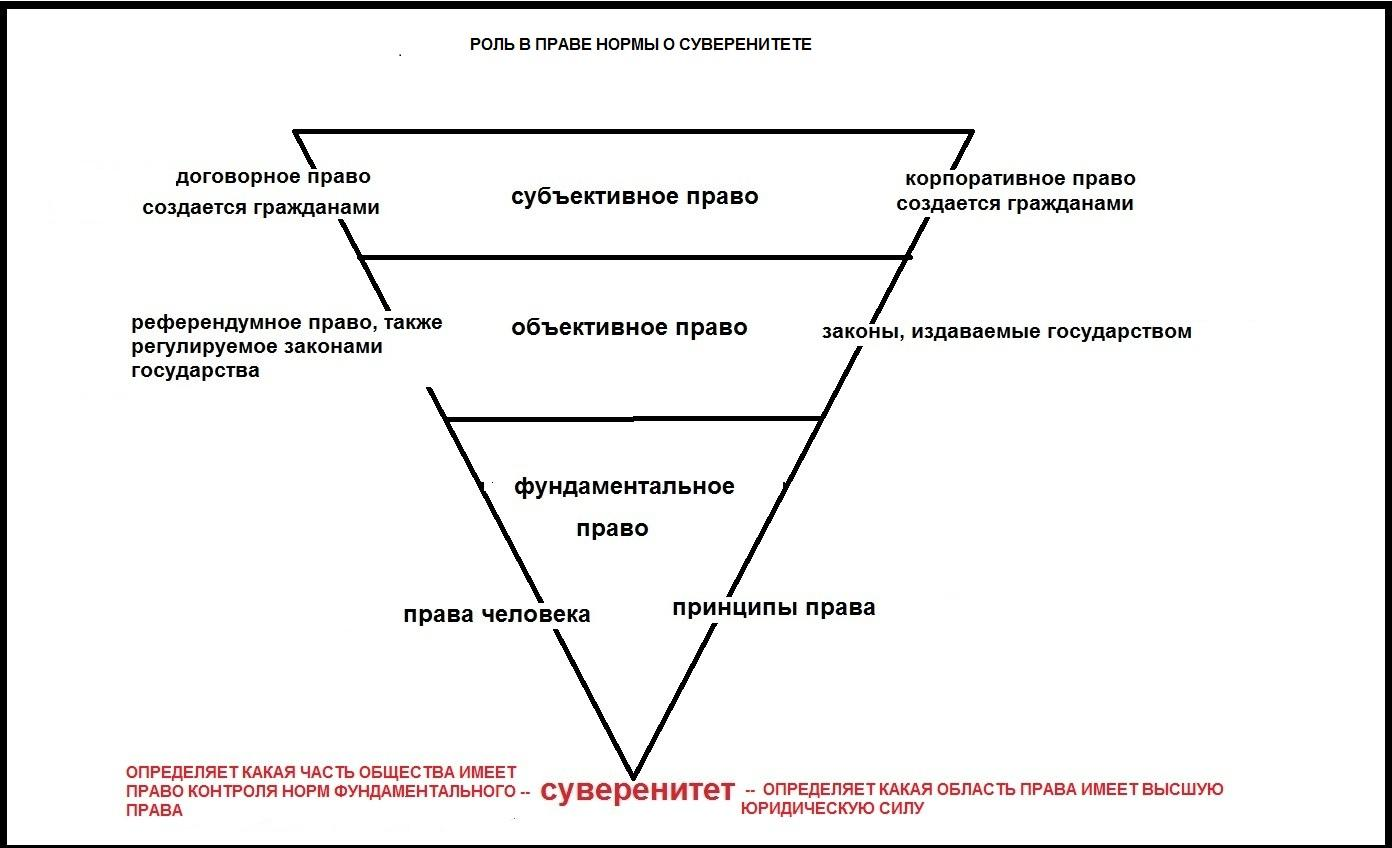 РОЛЬ В ПРАВЕ НОРМЫ О СУВЕРЕНИТЕТЕ
договорное право
создается гражданами
субъективное право
корпоративное право
создается гражданами
референдумное право, также
регулируемое законами
государства
объективное право
законы, издаваемые государством
фундаментальное
право
права человека
принципы права
ОПРЕДЕЛЯЕТ КАКАЯ ЧАСТЬ ОБЩЕСТВА ИМЕЕТ
ПРАВО КОНТРОЛЯ НОРМ ФУНДАМЕНТАЛЬНОГО --
ПРАВА
суверенитет
-- ОПРЕДЕЛЯЕТ КАКАЯ ОБЛАСТЬ ПРАВА ИМЕЕТ ВЫСШУЮ
ЮРИДИЧЕСКУЮ СИЛУ